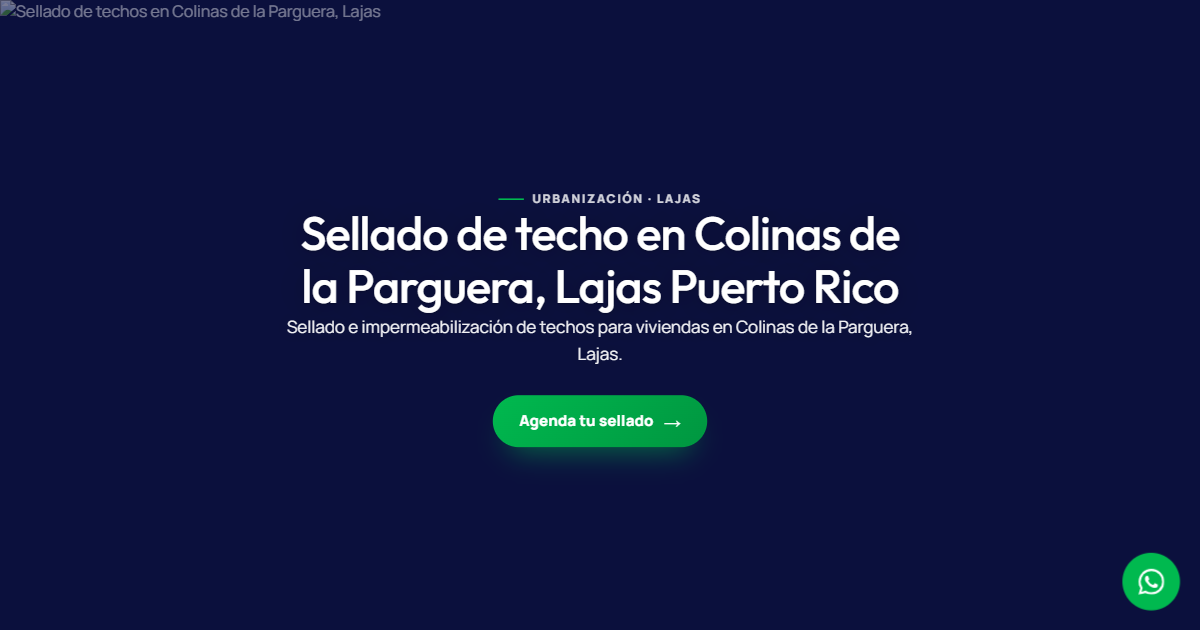 Sellado de techos en Colinas de la Parguera, Lajas
URBANIZACIÓN · LAJAS
Sellado de techo en Colinas de
la Parguera, Lajas Puerto Rico
Sellado e impermeabilización de techos para viviendas en Colinas de la Parguera,
Lajas.
Agenda tu sellado →